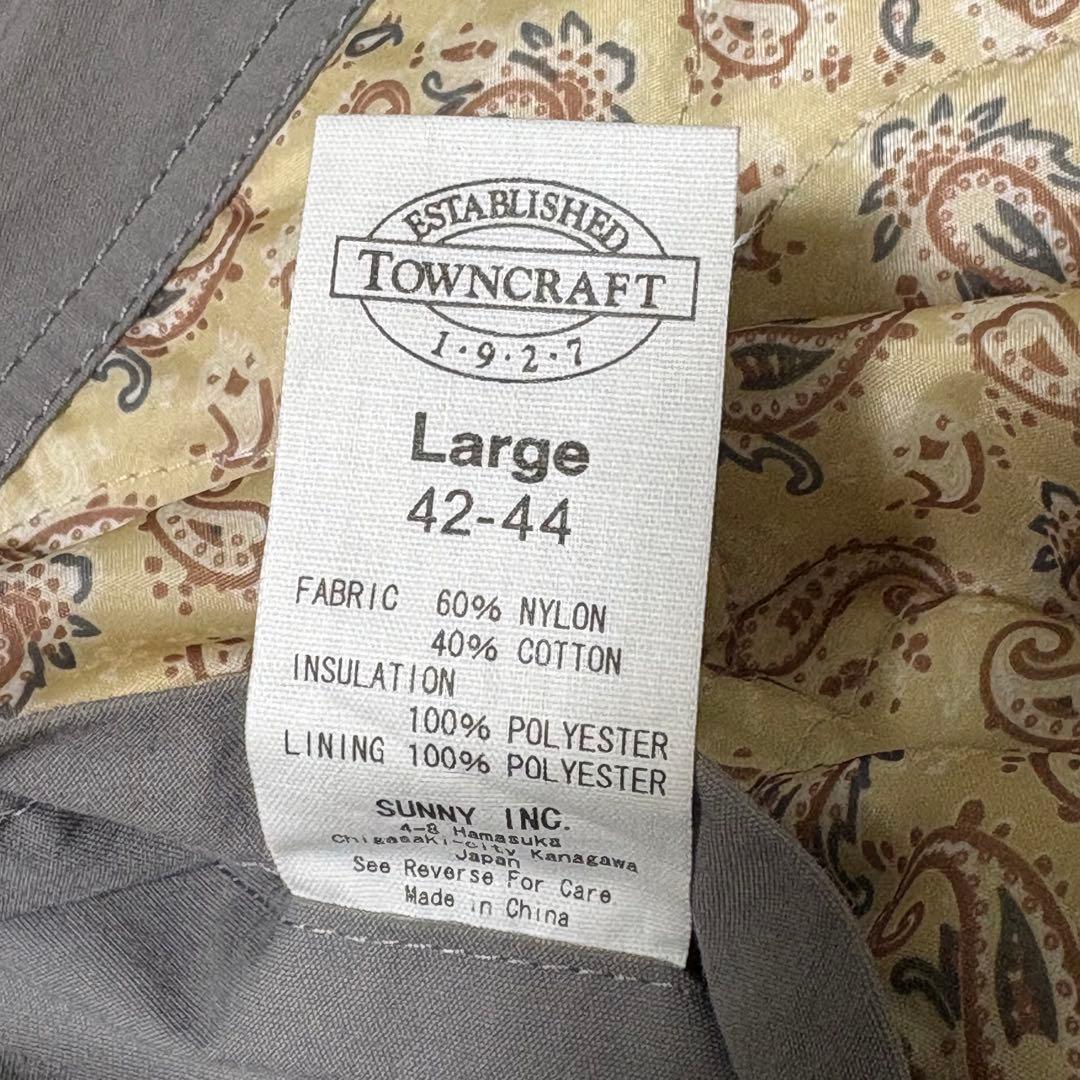 ESTABLISHED
TOWNCRAFT
1·9·2·7
Large
42-44
FABRIC 60% NYLON
40% COTTON
INSULATION
100% POLYESTER
LINING 100% POLYESTER
SUNNY INC.
4-8 Hamasuka
Chigasaki-city Kanagawa
Japan
See Reverse For Care
Made in China